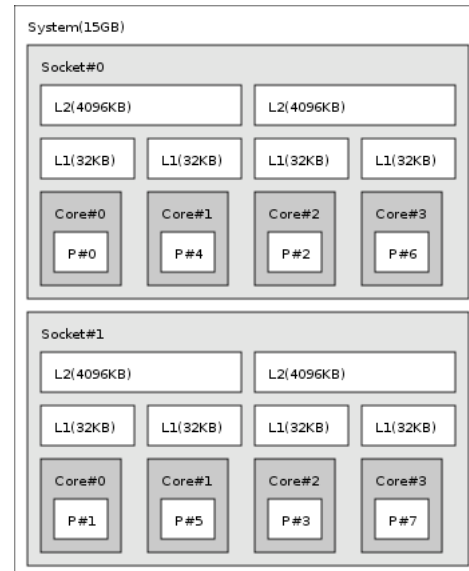 System(15GB)
Socket#0
L2(4096KB) L2(4096KB)
L1(32KB) L1(32KB) L1(32KB) L1(32KB)
Core#0 Core#1 Core#2 Core#3
P#0 P#4 P#2 P#6
Socket#1
L2(4096KB) L2(4096KB)
L1(32KB) L1(32KB) L1(32KB) L1(32KB)
Core#0 Core#1 Core#2 Core#3
P#1 P#5 P#3 P#7